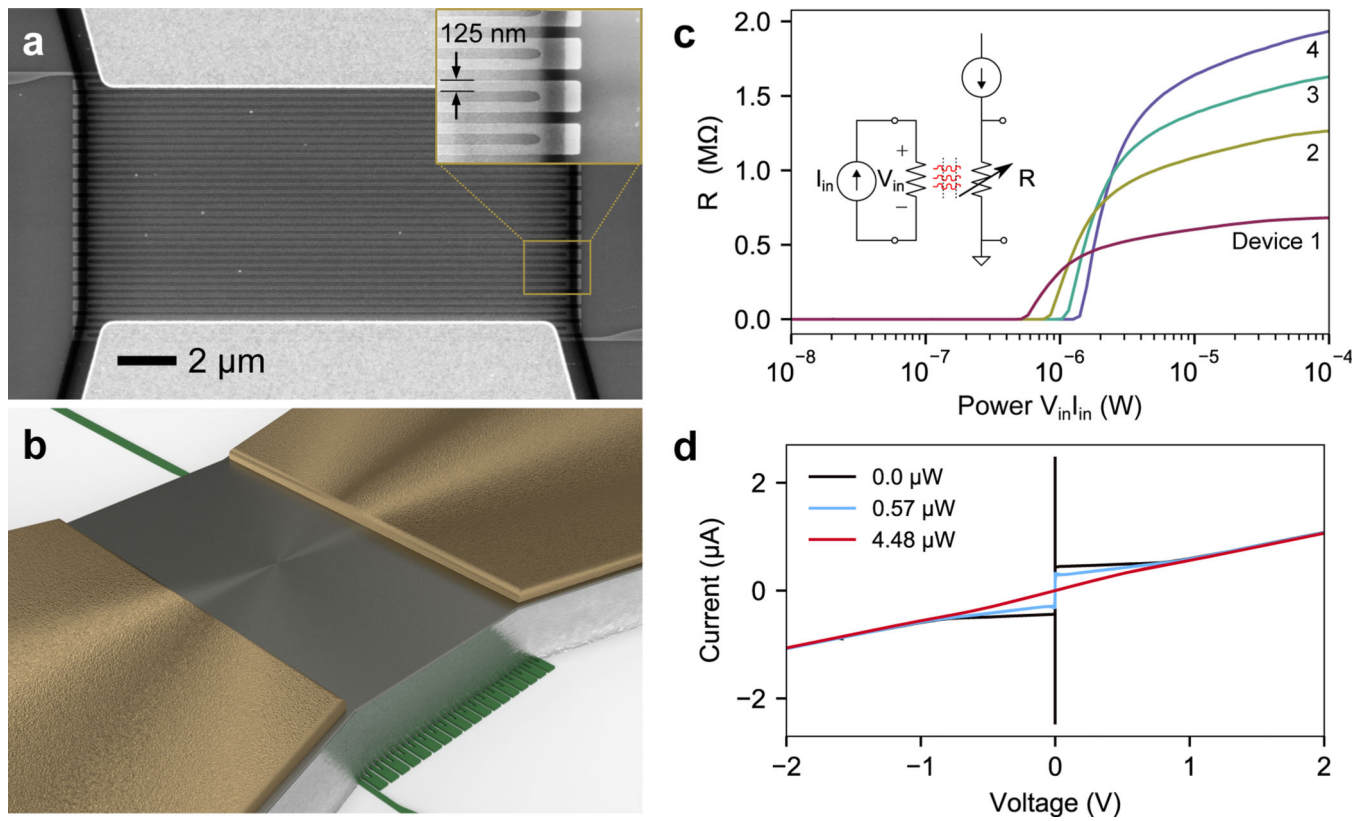 a
125 nm
2 μm
b
c
R (MΩ)
2.0
1.5
1.0
0.5
0.0
4
3
2
Device 1
I_in
V_in
+
−
R
10⁻⁸
10⁻⁷
10⁻⁶
10⁻⁵
10⁻⁴
Power V_inI_in (W)
d
Current (μA)
2
0
−2
0.0 μW
0.57 μW
4.48 μW
−2
−1
0
1
2
Voltage (V)